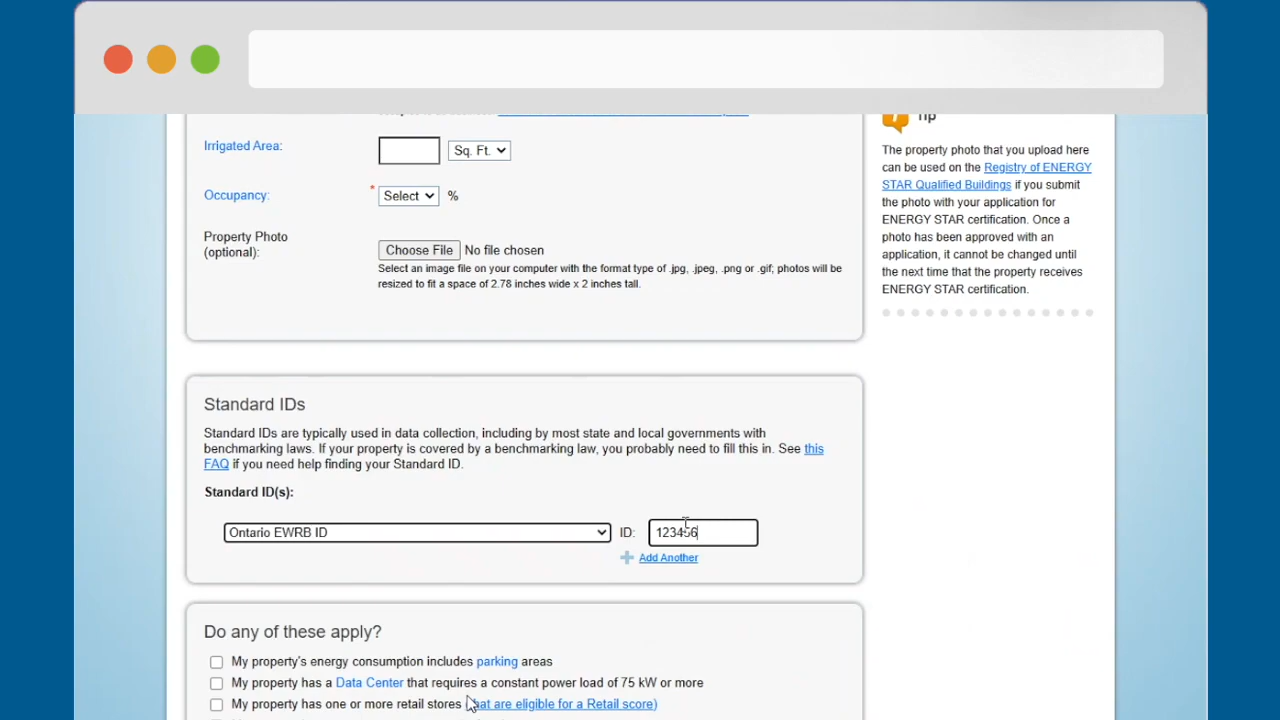 Tip
The property photo that you upload here
can be used on the Registry of ENERGY
STAR Qualified Buildings if you submit
the photo with your application for
ENERGY STAR certification. Once a
photo has been approved with an
application, it cannot be changed until
the next time that the property receives
ENERGY STAR certification.
Irrigated Area:
Sq. Ft.
Occupancy:
* Select %
Property Photo
(optional):
Choose File No file chosen
Select an image file on your computer with the format type of .jpg, .jpeg, .png or .gif; photos will be
resized to fit a space of 2.78 inches wide x 2 inches tall.
Standard IDs
Standard IDs are typically used in data collection, including by most state and local governments with
benchmarking laws. If your property is covered by a benchmarking law, you probably need to fill this in. See this
FAQ if you need help finding your Standard ID.
Standard ID(s):
Ontario EWRB ID ID: 123456
Add Another
Do any of these apply?
My property's energy consumption includes parking areas
My property has a Data Center that requires a constant power load of 75 kW or more
My property has one or more retail stores that are eligible for a Retail score)